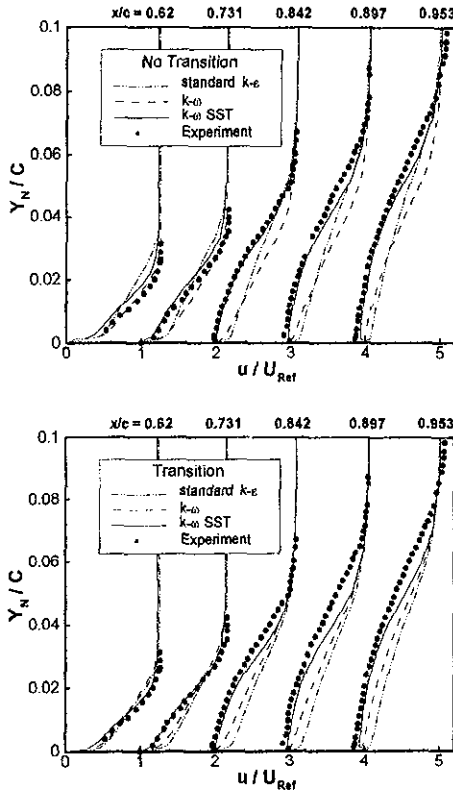 x/c = 0.62 0.731 0.842 0.897 0.953
0.1
No Transition
standard k-ε
k-ω
k-ω SST
Experiment
0.08
0.06
Y_N / C
0.04
0.02
0
0 1 2 3 4 5
u / U_Ref
x/c = 0.62 0.731 0.842 0.897 0.953
0.1
Transition
standard k-ε
k-ω
k-ω SST
Experiment
0.08
0.06
Y_N / C
0.04
0.02
0
0 1 2 3 4 5
u / U_Ref